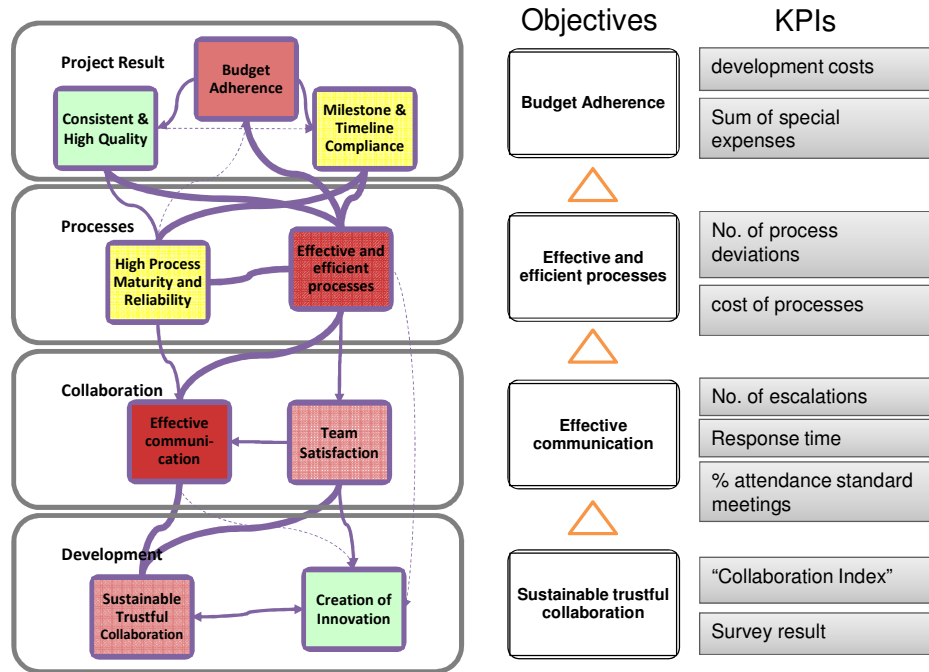 Objectives
KPIs
Project Result
Budget
Adherence
Consistent &
High Quality
Milestone &
Timeline
Compliance
Processes
High Process
Maturity and
Reliability
Effective and
efficient
processes
Collaboration
Effective
communi-
cation
Team
Satisfaction
Development
Sustainable
Trustful
Collaboration
Creation of
Innovation
Budget Adherence
development costs
Sum of special
expenses
Effective and
efficient processes
No. of process
deviations
cost of processes
Effective
communication
No. of escalations
Response time
% attendance standard
meetings
Sustainable trustful
collaboration
“Collaboration Index”
Survey result